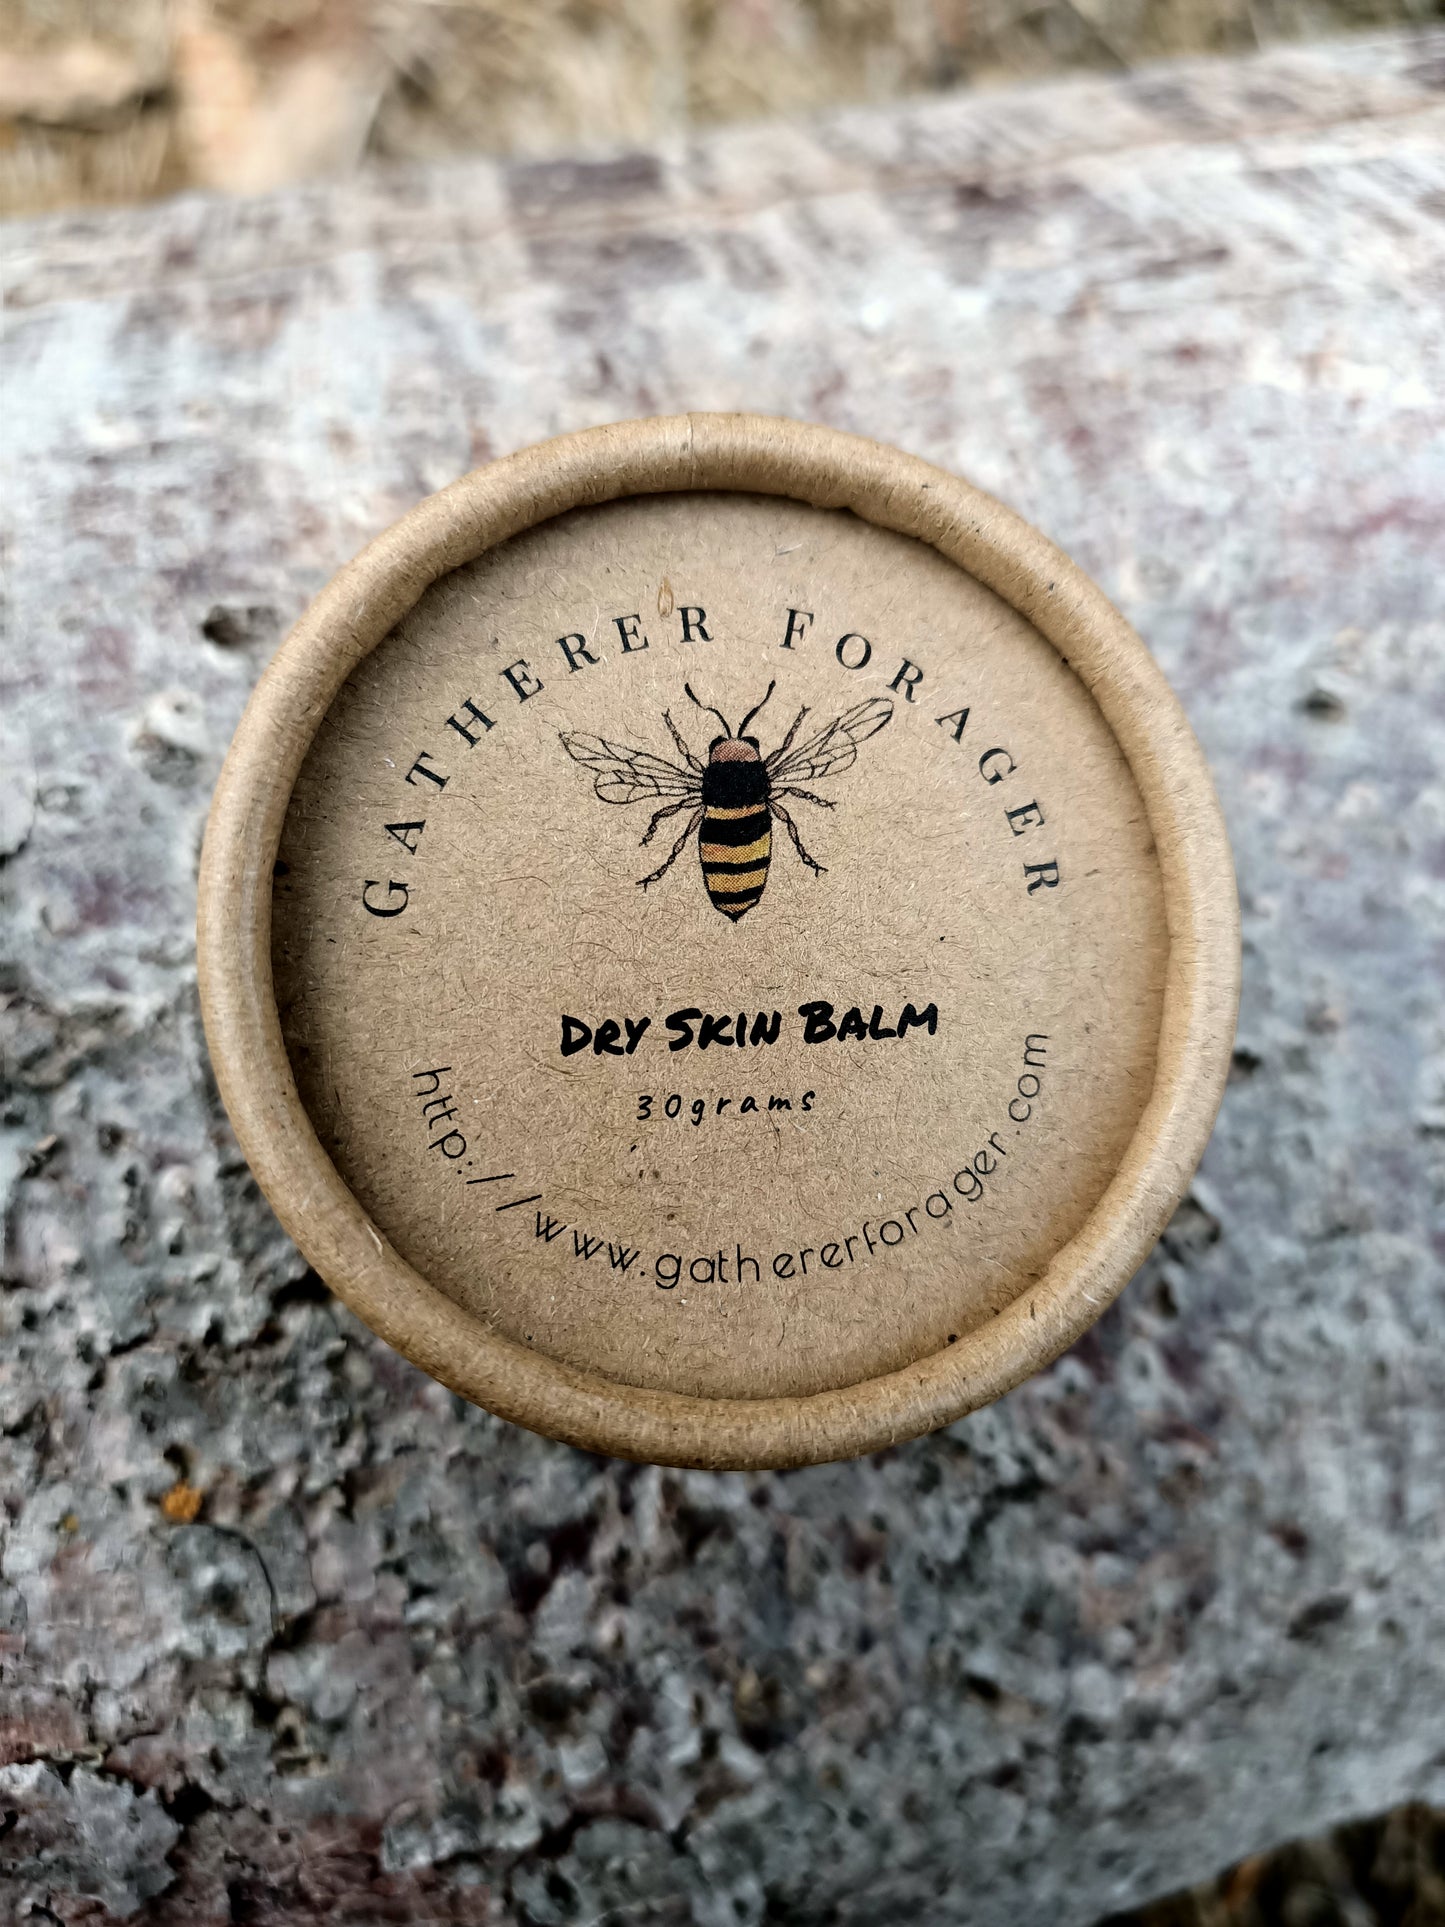 GATHERER FORAGER
DRY SKIN BALM
30grams
http://www.gathererforager.com